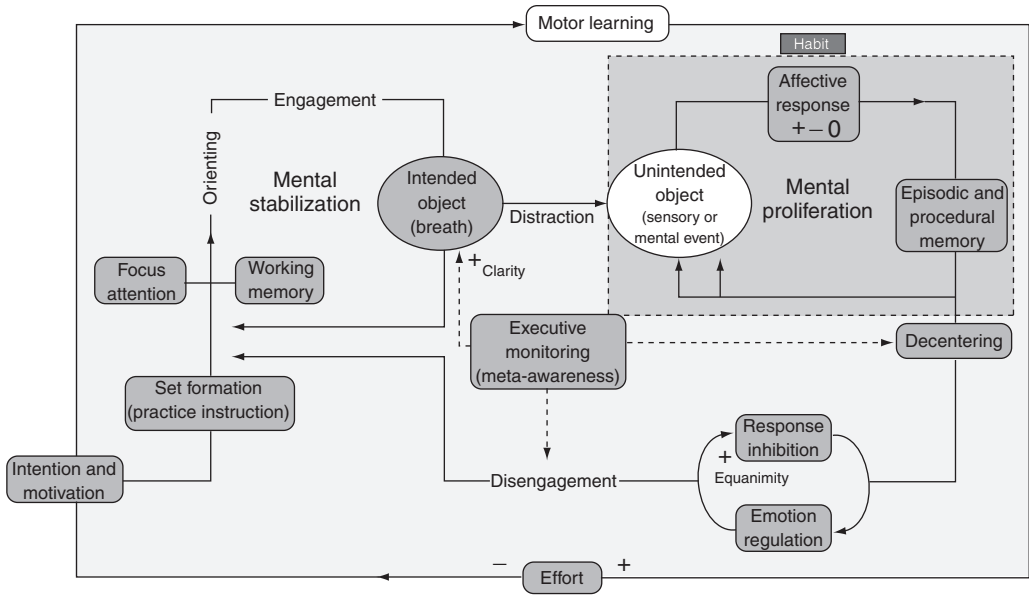 Motor learning
Habit
Engagement
Affective
response
+ – 0
Orienting
Mental
stabilization
Intended
object
(breath)
Distraction
Unintended
object
(sensory or
mental event)
Mental
proliferation
Episodic and
procedural
memory
Focus
attention
Working
memory
+ Clarity
Executive
monitoring
(meta-awareness)
Decentering
Set formation
(practice instruction)
Intention and
motivation
Disengagement
Response
inhibition
+
Equanimity
Emotion
regulation
– Effort +